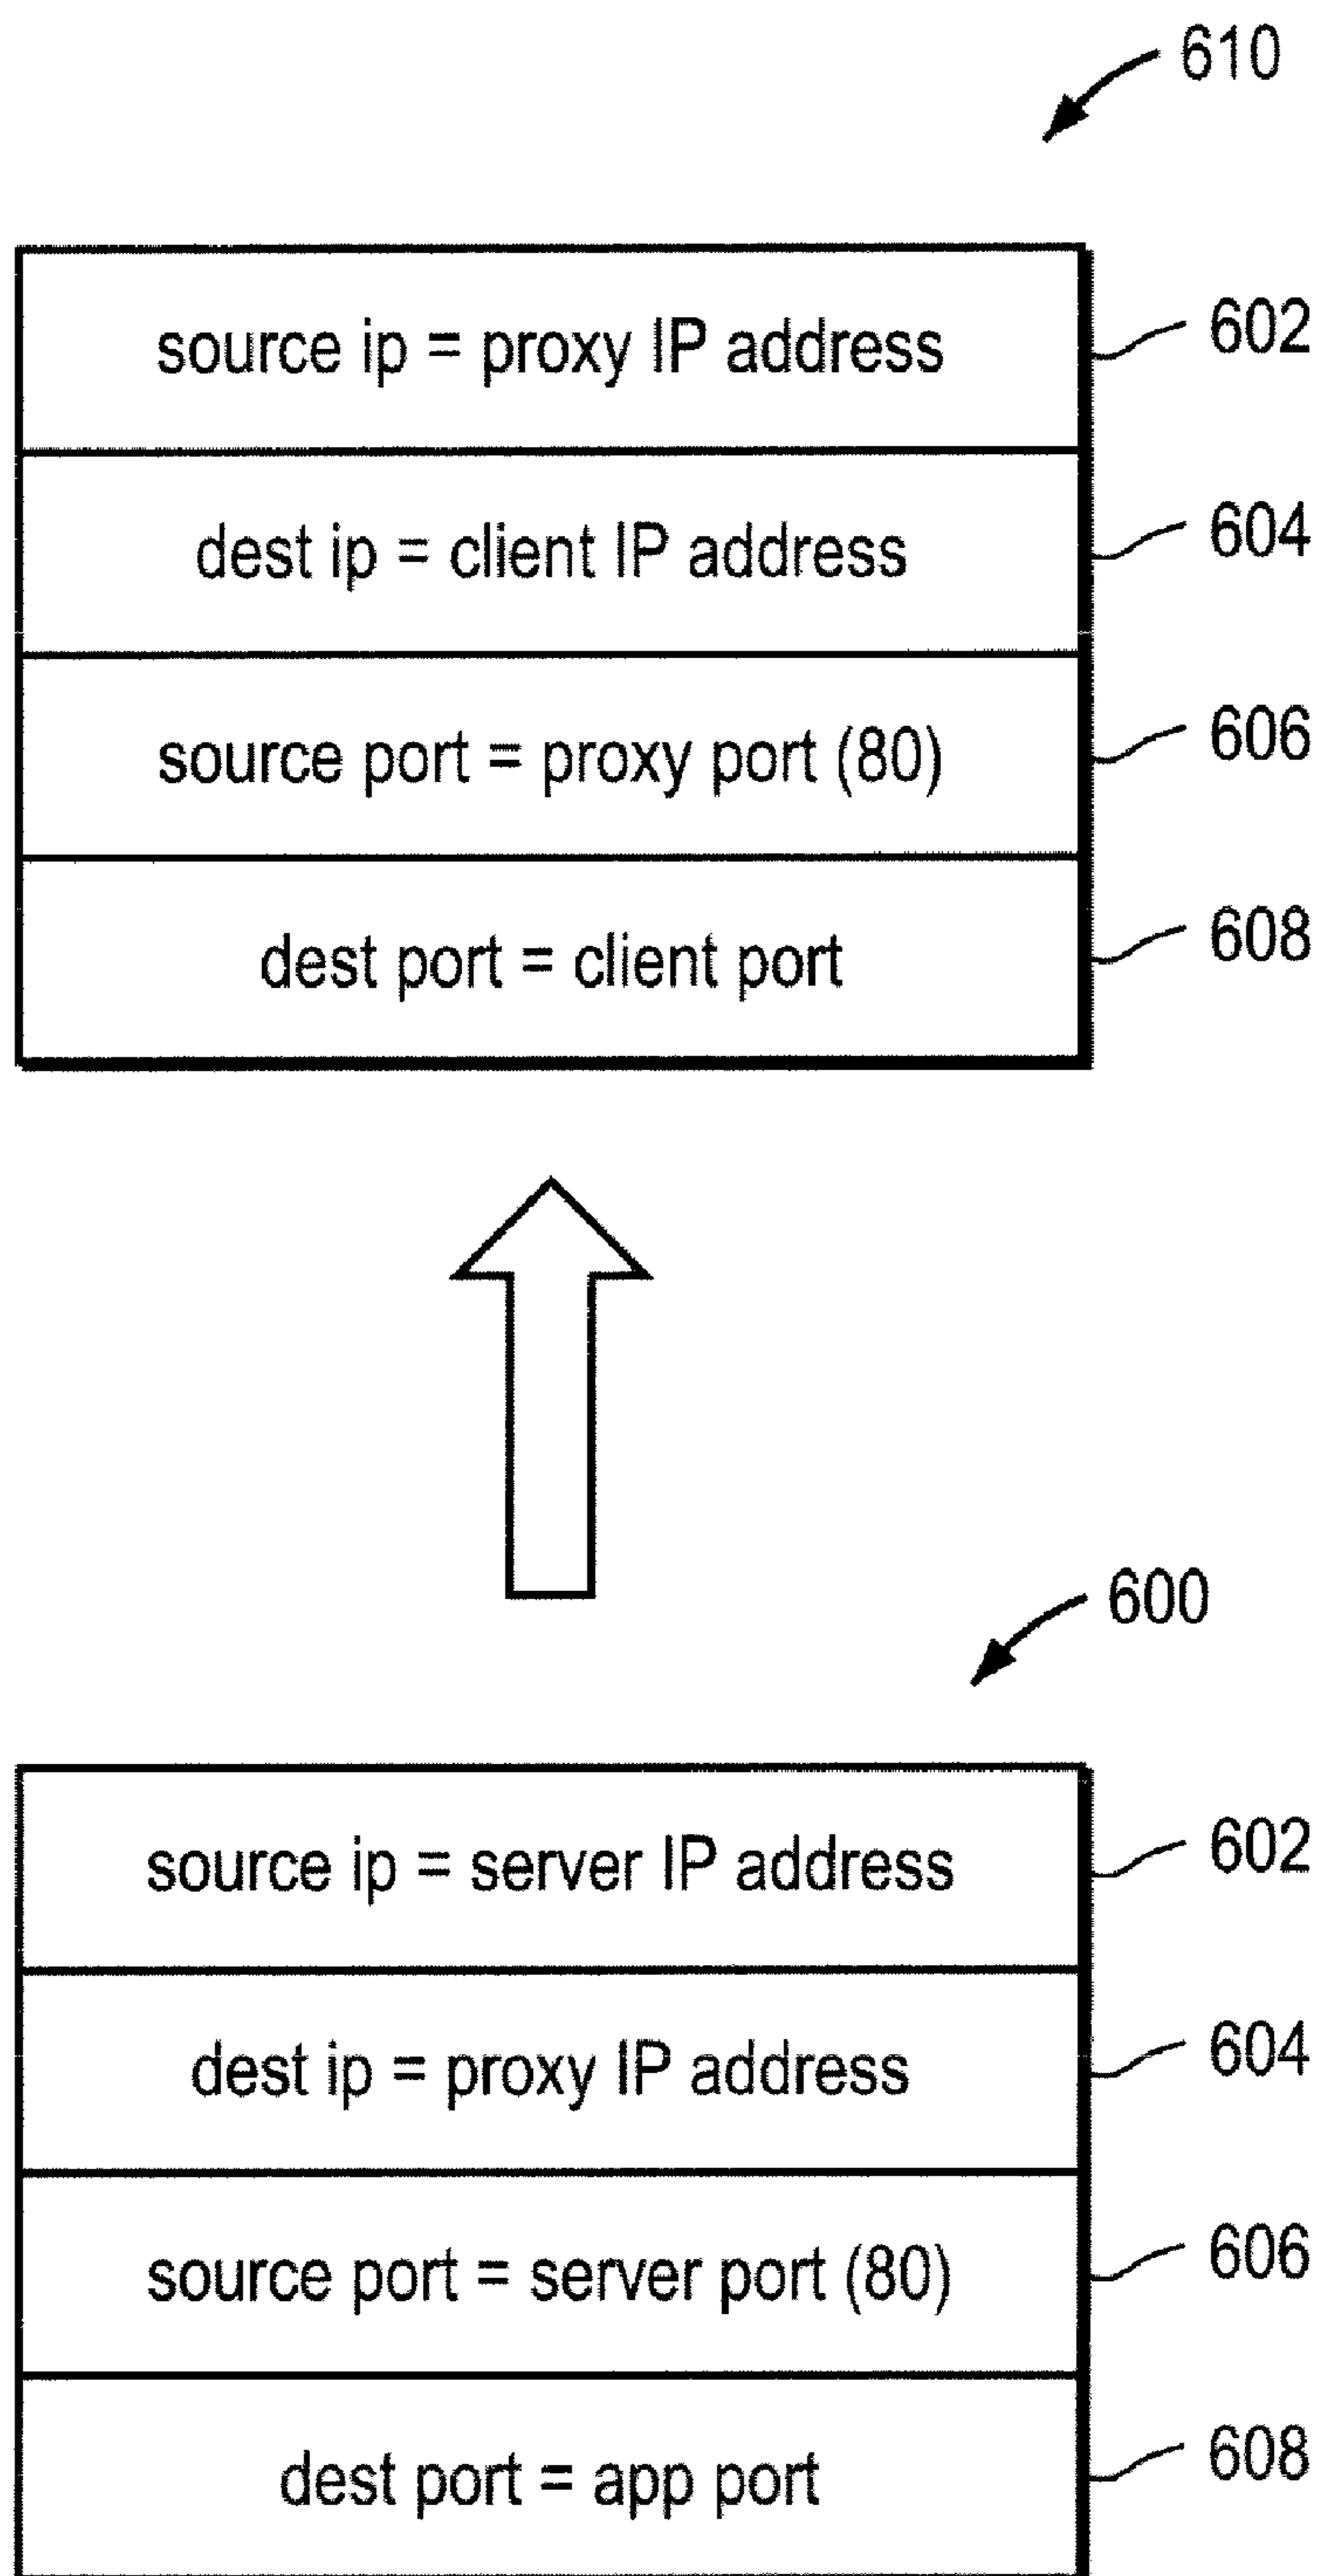 610
source ip = proxy IP address 602
dest ip = client IP address 604
source port = proxy port (80) 606
dest port = client port 608
600
source ip = server IP address 602
dest ip = proxy IP address 604
source port = server port (80) 606
dest port = app port 608